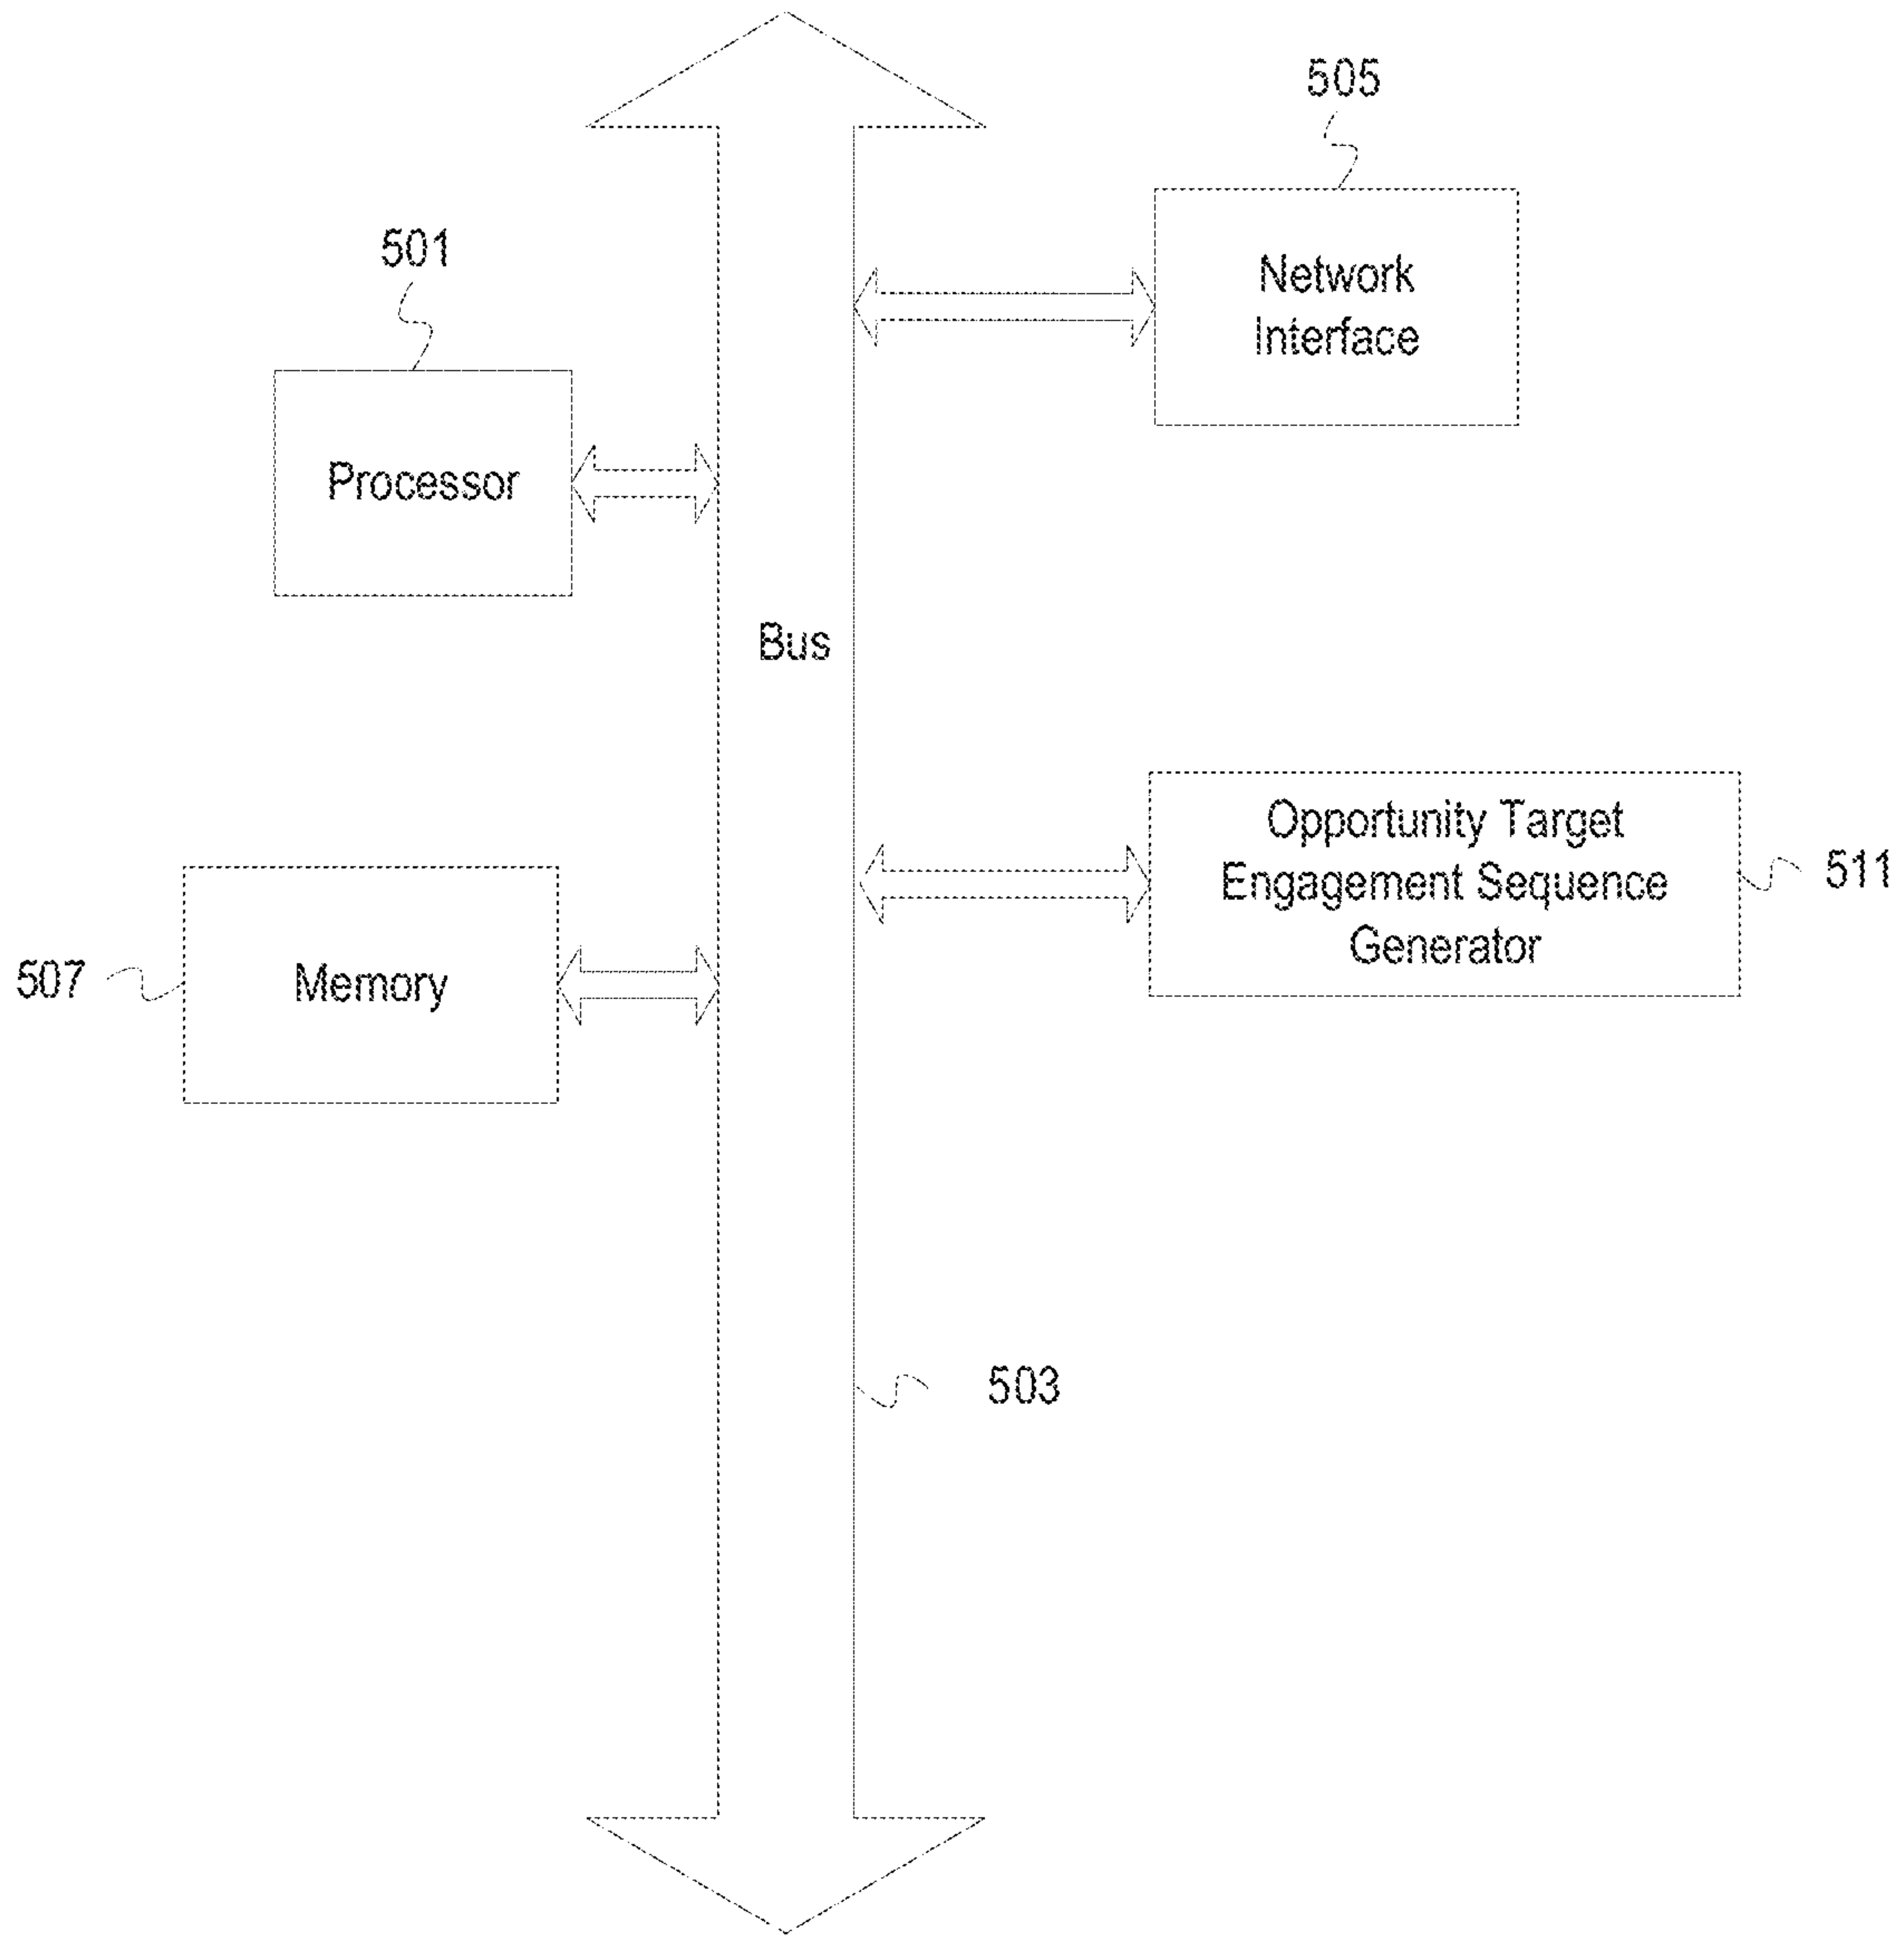 505
501
Network
Interface
Processor
Bus
Opportunity Target
Engagement Sequence
Generator
511
507
Memory
503